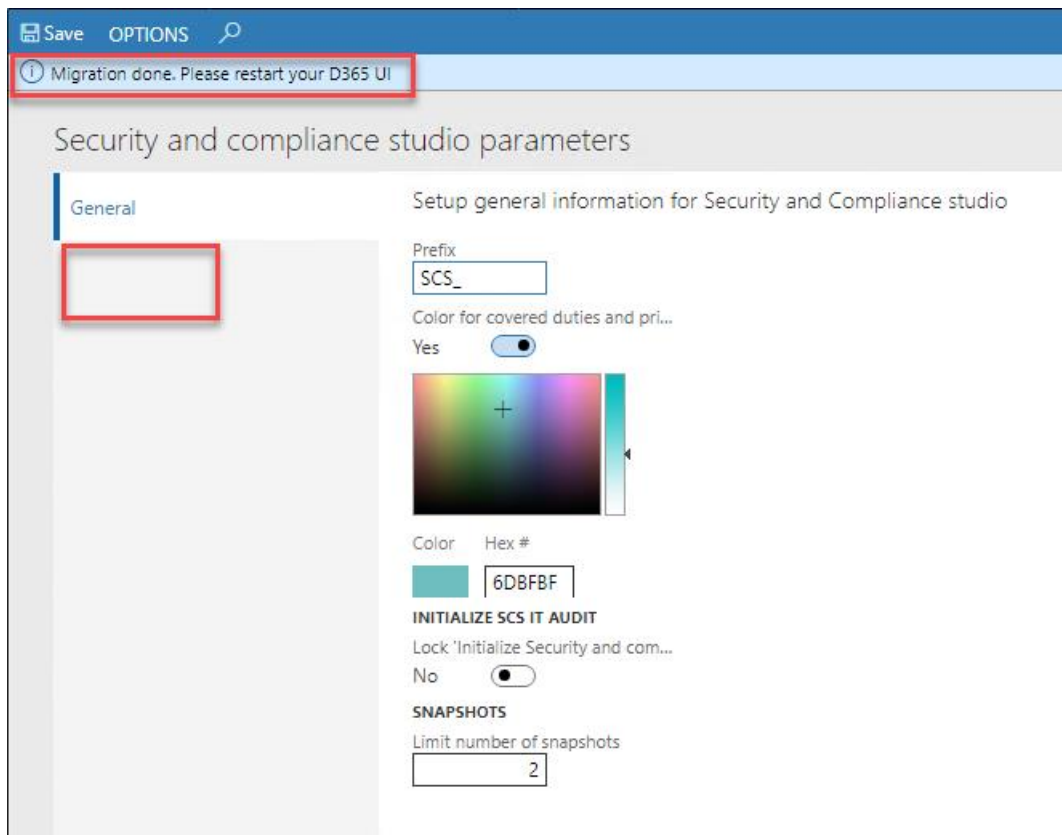 Save OPTIONS
Migration done. Please restart your D365 UI
Security and compliance studio parameters
General
Setup general information for Security and Compliance studio
Prefix
SCS_
Color for covered duties and pri...
Yes
Color Hex #
6DBFBF
INITIALIZE SCS IT AUDIT
Lock 'Initialize Security and com...
No
SNAPSHOTS
Limit number of snapshots
2